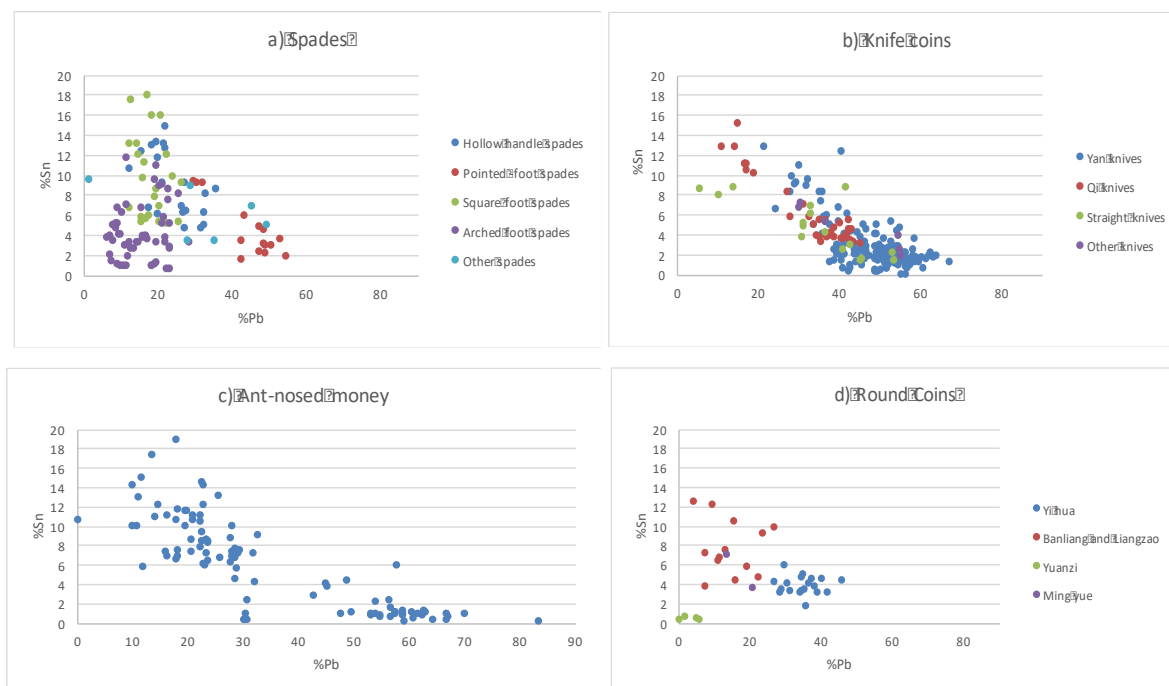 a)⍰Spades⍰
20
18
16
14
12
10
8
6
4
2
0
%Sn
0 20 40 60 80
%Pb
Hollow⍰handle⍰spades
Pointed⍰foot⍰spades
Square⍰foot⍰spades
Arched⍰foot⍰spades
Other⍰spades
b)⍰Knife⍰coins
20
18
16
14
12
10
8
6
4
2
0
%Sn
0 20 40 60 80
%Pb
Yan⍰knives
Qi⍰knives
Straight⍰knives
Other⍰knives
c)⍰Ant-nosed⍰money
20
18
16
14
12
10
8
6
4
2
0
%Sn
0 10 20 30 40 50 60 70 80 90
%Pb
d)⍰Round⍰Coins⍰
20
18
16
14
12
10
8
6
4
2
0
%Sn
0 20 40 60 80
%Pb
Yi⍰hua
Banliang⍰and⍰Liangzao
Yuanzi
Ming⍰yue